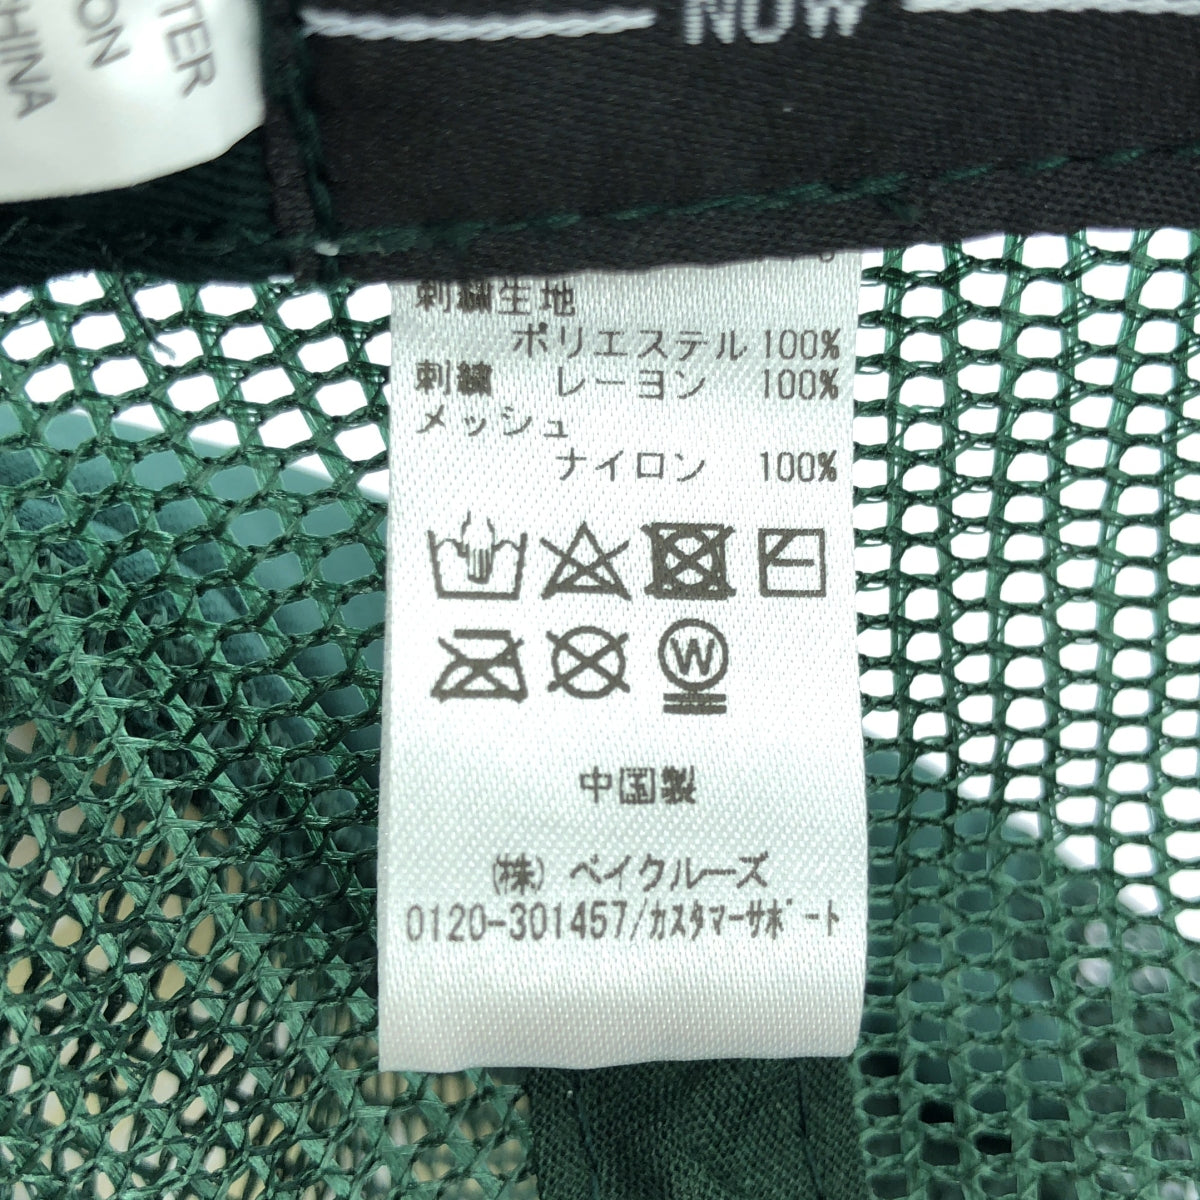 TER
ON
CHINA
NOW
刺繍生地
ポリエステル 100%
刺繍 レーヨン 100%
メッシュ
ナイロン 100%
W
中国製
(株) ベイクルーズ
0120-301457/カスタマーサポート